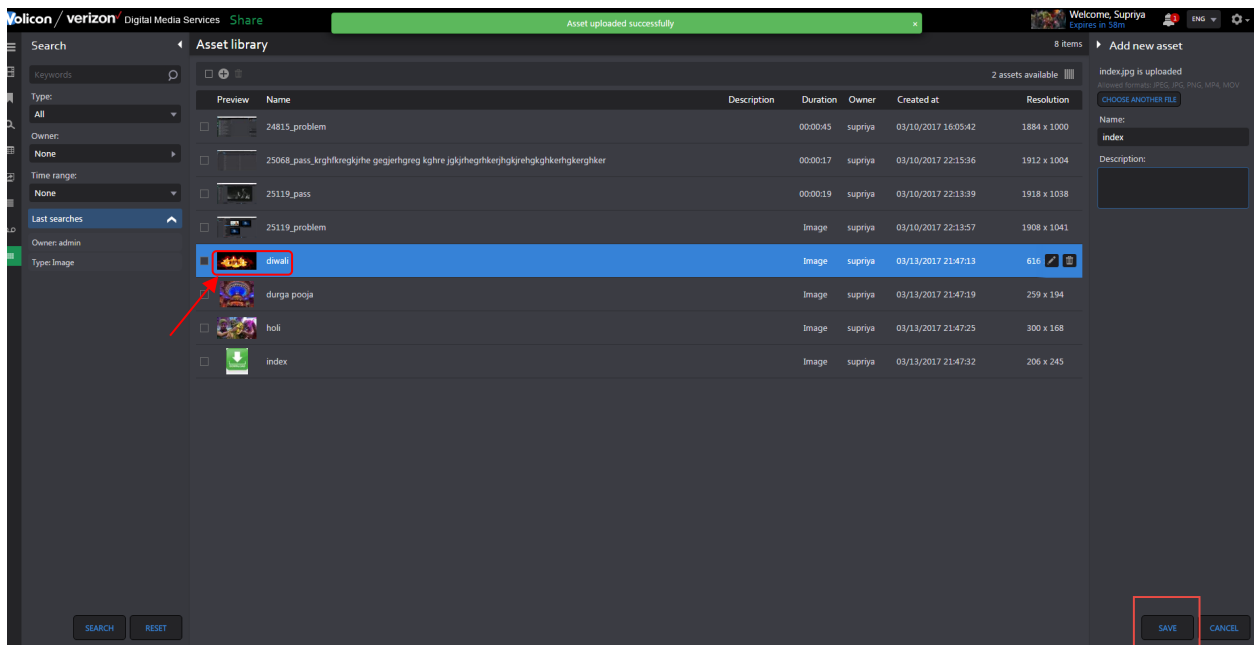 Volicon / verizon Digital Media Services Share
Asset uploaded successfully ×
Welcome, Supriya
Expires in 58m
ENG
Search
Asset library
8 items
Add new asset
Keywords
2 assets available
index.jpg is uploaded
Allowed formats: JPEG, JPG, PNG, MP4, MOV
CHOOSE ANOTHER FILE
Type:
All
Owner:
None
Time range:
None
Last searches
Owner: admin
Type: Image
Preview Name Description Duration Owner Created at Resolution
24815_problem 00:00:45 supriya 03/10/2017 16:05:42 1884 x 1000
25068_pass_krghfkregkjrhe gegjerhgreg kghre jgkjrhegrhkerjhgkjrehgkghkerhgkerghker 00:00:17 supriya 03/10/2017 22:15:36 1912 x 1004
25119_pass 00:00:19 supriya 03/10/2017 22:13:39 1918 x 1038
25119_problem Image supriya 03/10/2017 22:13:57 1908 x 1041
diwali Image supriya 03/13/2017 21:47:13 616
durga pooja Image supriya 03/13/2017 21:47:19 259 x 194
holi Image supriya 03/13/2017 21:47:25 300 x 168
index Image supriya 03/13/2017 21:47:32 206 x 245
Name:
index
Description:
SEARCH RESET
SAVE CANCEL